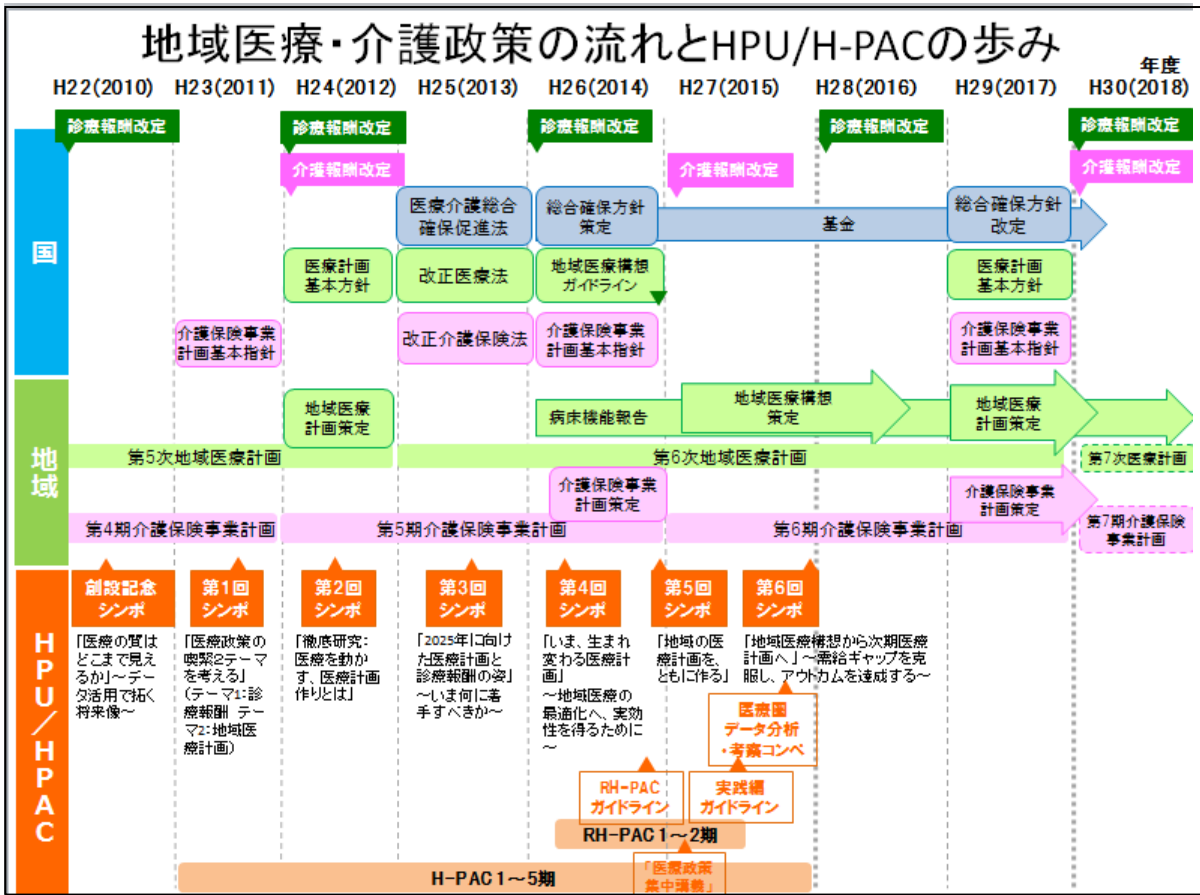 地域医療・介護政策の流れとHPU/H-PACの歩み
年度
H22(2010)
H23(2011)
H24(2012)
H25(2013)
H26(2014)
H27(2015)
H28(2016)
H29(2017)
H30(2018)
国
診療報酬改定
診療報酬改定
診療報酬改定
診療報酬改定
診療報酬改定
介護報酬改定
介護報酬改定
介護報酬改定
医療介護総合
確保促進法
総合確保方針
策定
基金
総合確保方針
改定
医療計画
基本方針
改正医療法
地域医療構想
ガイドライン
医療計画
基本方針
介護保険事業
計画基本指針
改正介護保険法
介護保険事業
計画基本指針
介護保険事業
計画基本指針
地域
地域医療
計画策定
病床機能報告
地域医療構想
策定
地域医療
計画策定
第5次地域医療計画
第6次地域医療計画
第7次医療計画
介護保険事業
計画策定
介護保険事業
計画策定
第4期介護保険事業計画
第5期介護保険事業計画
第6期介護保険事業計画
第7期介護保険
事業計画
HPU/HPAC
創設記念
シンポ
第1回
シンポ
第2回
シンポ
第3回
シンポ
第4回
シンポ
第5回
シンポ
第6回
シンポ
「医療の質は
どこまで見え
るか」～デー
タ活用で拓く
将来像～
「医療政策の
喫緊2テーマ
を考える」
(テーマ1:診
療報酬 テー
マ2:地域医
療計画)
「徹底研究:
医療を動か
す、医療計画
作りとは」
「2025年に向け
た医療計画と
診療報酬の姿」
～いま何に着
手すべきか～
「いま、生まれ
変わる医療計
画」
～地域医療の
最適化へ、実効
性を得るために
～
「地域の医
療計画を、
ともに作る」
「地域医療構想から次期医療
計画へ」～需給ギャップを克
服し、アウトカムを達成する～
医療圏
データ分析
・考察コンペ
RH-PAC
ガイドライン
実践編
ガイドライン
RH-PAC1～2期
「医療政策
集中講義」
H-PAC1～5期